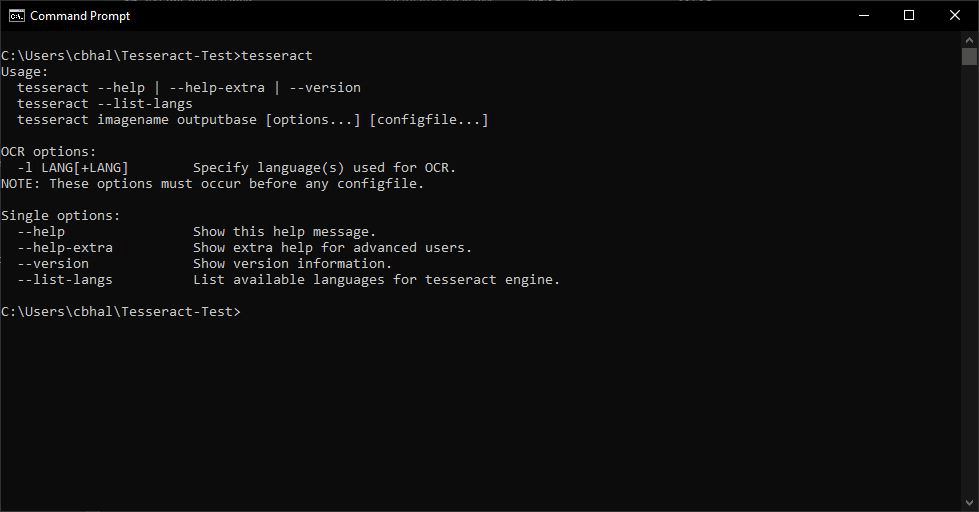 Command Prompt
C:\Users\cbhal\Tesseract-Test>tesseract
Usage:
  tesseract --help | --help-extra | --version
  tesseract --list-langs
  tesseract imagename outputbase [options...] [configfile...]

OCR options:
  -l LANG[+LANG]        Specify language(s) used for OCR.
NOTE: These options must occur before any configfile.

Single options:
  --help                Show this help message.
  --help-extra          Show extra help for advanced users.
  --version             Show version information.
  --list-langs          List available languages for tesseract engine.

C:\Users\cbhal\Tesseract-Test>